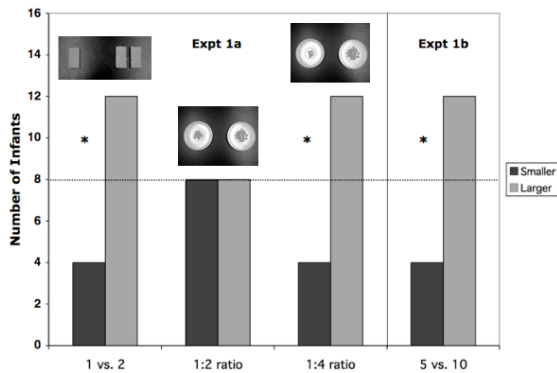 Expt 1a
Expt 1b
Number of Infants
16
14
12
10
8
6
4
2
0
*
*
*
1 vs. 2
1:2 ratio
1:4 ratio
5 vs. 10
Smaller
Larger